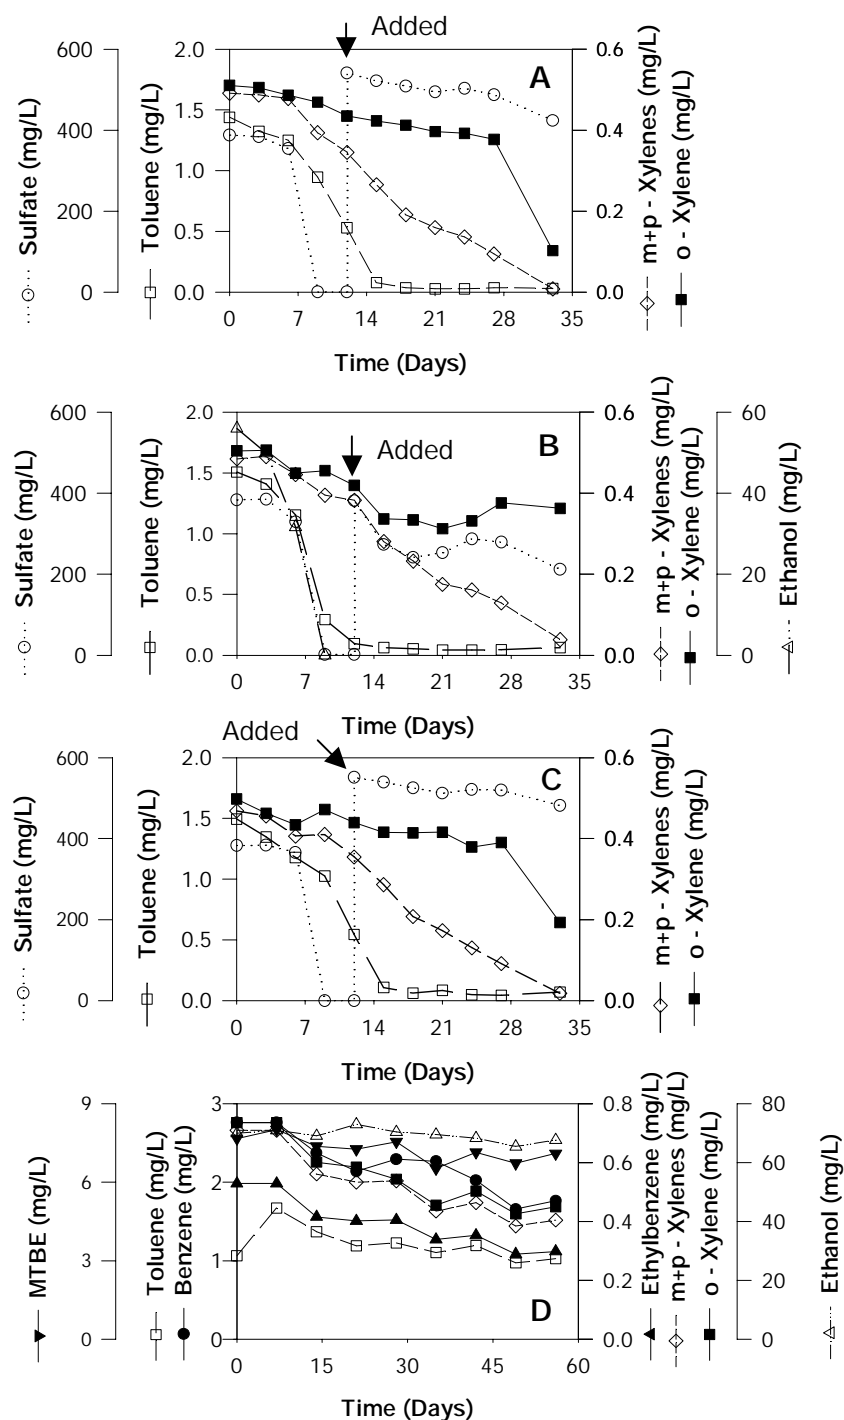 Added
A
600
400
200
0
Sulfate (mg/L)
2.0
1.5
1.0
0.5
0.0
Toluene (mg/L)
0.6
0.4
0.2
0.0
m+p - Xylenes (mg/L)
o - Xylene (mg/L)
0 7 14 21 28 35
Time (Days)
B
Added
600
400
200
0
Sulfate (mg/L)
2.0
1.5
1.0
0.5
0.0
Toluene (mg/L)
0.6
0.4
0.2
0.0
m+p - Xylenes (mg/L)
o - Xylene (mg/L)
60
40
20
0
Ethanol (mg/L)
0 7 14 21 28 35
Time (Days)
Added
C
600
400
200
0
Sulfate (mg/L)
2.0
1.5
1.0
0.5
0.0
Toluene (mg/L)
0.6
0.4
0.2
0.0
m+p - Xylenes (mg/L)
o - Xylene (mg/L)
0 7 14 21 28 35
Time (Days)
D
9
6
3
0
MTBE (mg/L)
3
2
1
0
Toluene (mg/L)
Benzene (mg/L)
0.8
0.6
0.4
0.2
0.0
Ethylbenzene (mg/L)
m+p - Xylenes (mg/L)
o - Xylene (mg/L)
80
60
40
20
0
Ethanol (mg/L)
0 15 30 45 60
Time (Days)